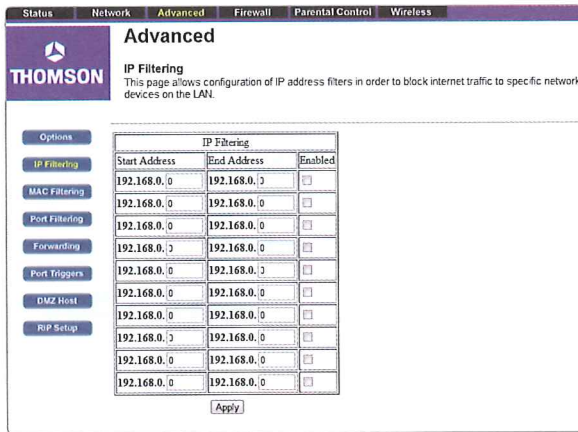 Status Network Advanced Firewall Parental Control Wireless
THOMSON
Advanced
IP Filtering
This page allows configuration of IP address filters in order to block internet traffic to specific network
devices on the LAN.
Options
IP Filtering
MAC Filtering
Port Filtering
Forwarding
Port Triggers
DMZ Host
RIP Setup
IP Filtering
Start Address End Address Enabled
192.168.0. 0 192.168.0. 0
192.168.0. 0 192.168.0. 0
192.168.0. 0 192.168.0. 0
192.168.0. 0 192.168.0. 0
192.168.0. 0 192.168.0. 0
192.168.0. 0 192.168.0. 0
192.168.0. 0 192.168.0. 0
192.168.0. 0 192.168.0. 0
192.168.0. 0 192.168.0. 0
192.168.0. 0 192.168.0. 0
Apply